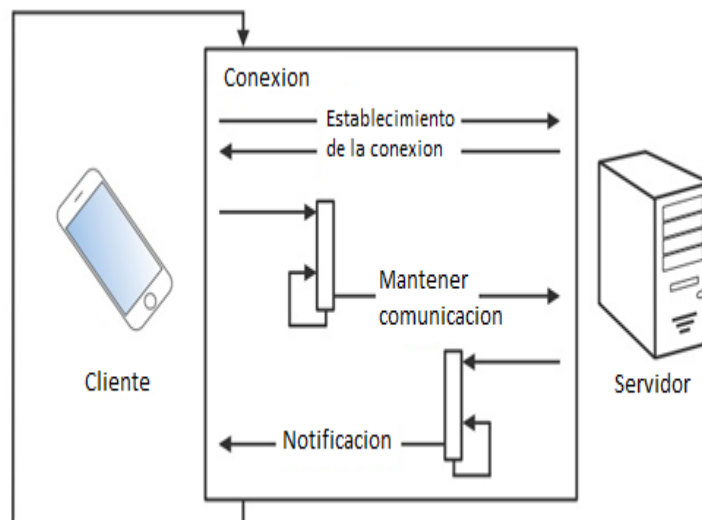 Conexion
Establecimiento
de la conexion
Mantener
comunicacion
Cliente
Servidor
Notificacion